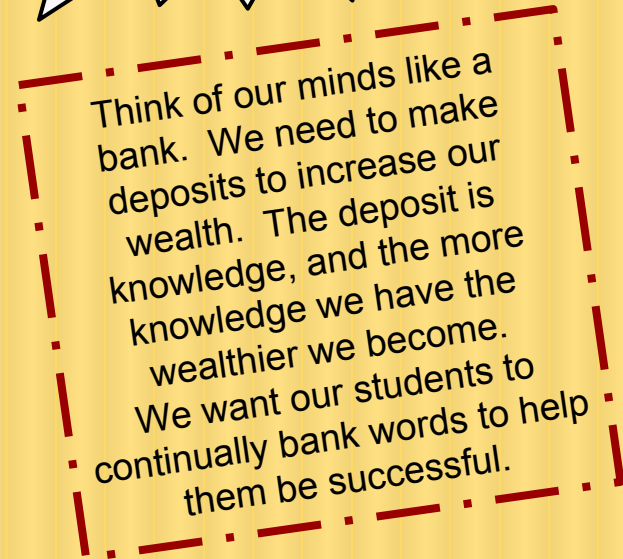 Think of our minds like a
bank.  We need to make
deposits to increase our
wealth.  The deposit is
knowledge, and the more
knowledge we have the
wealthier we become.
We want our students to
continually bank words to help
them be successful.